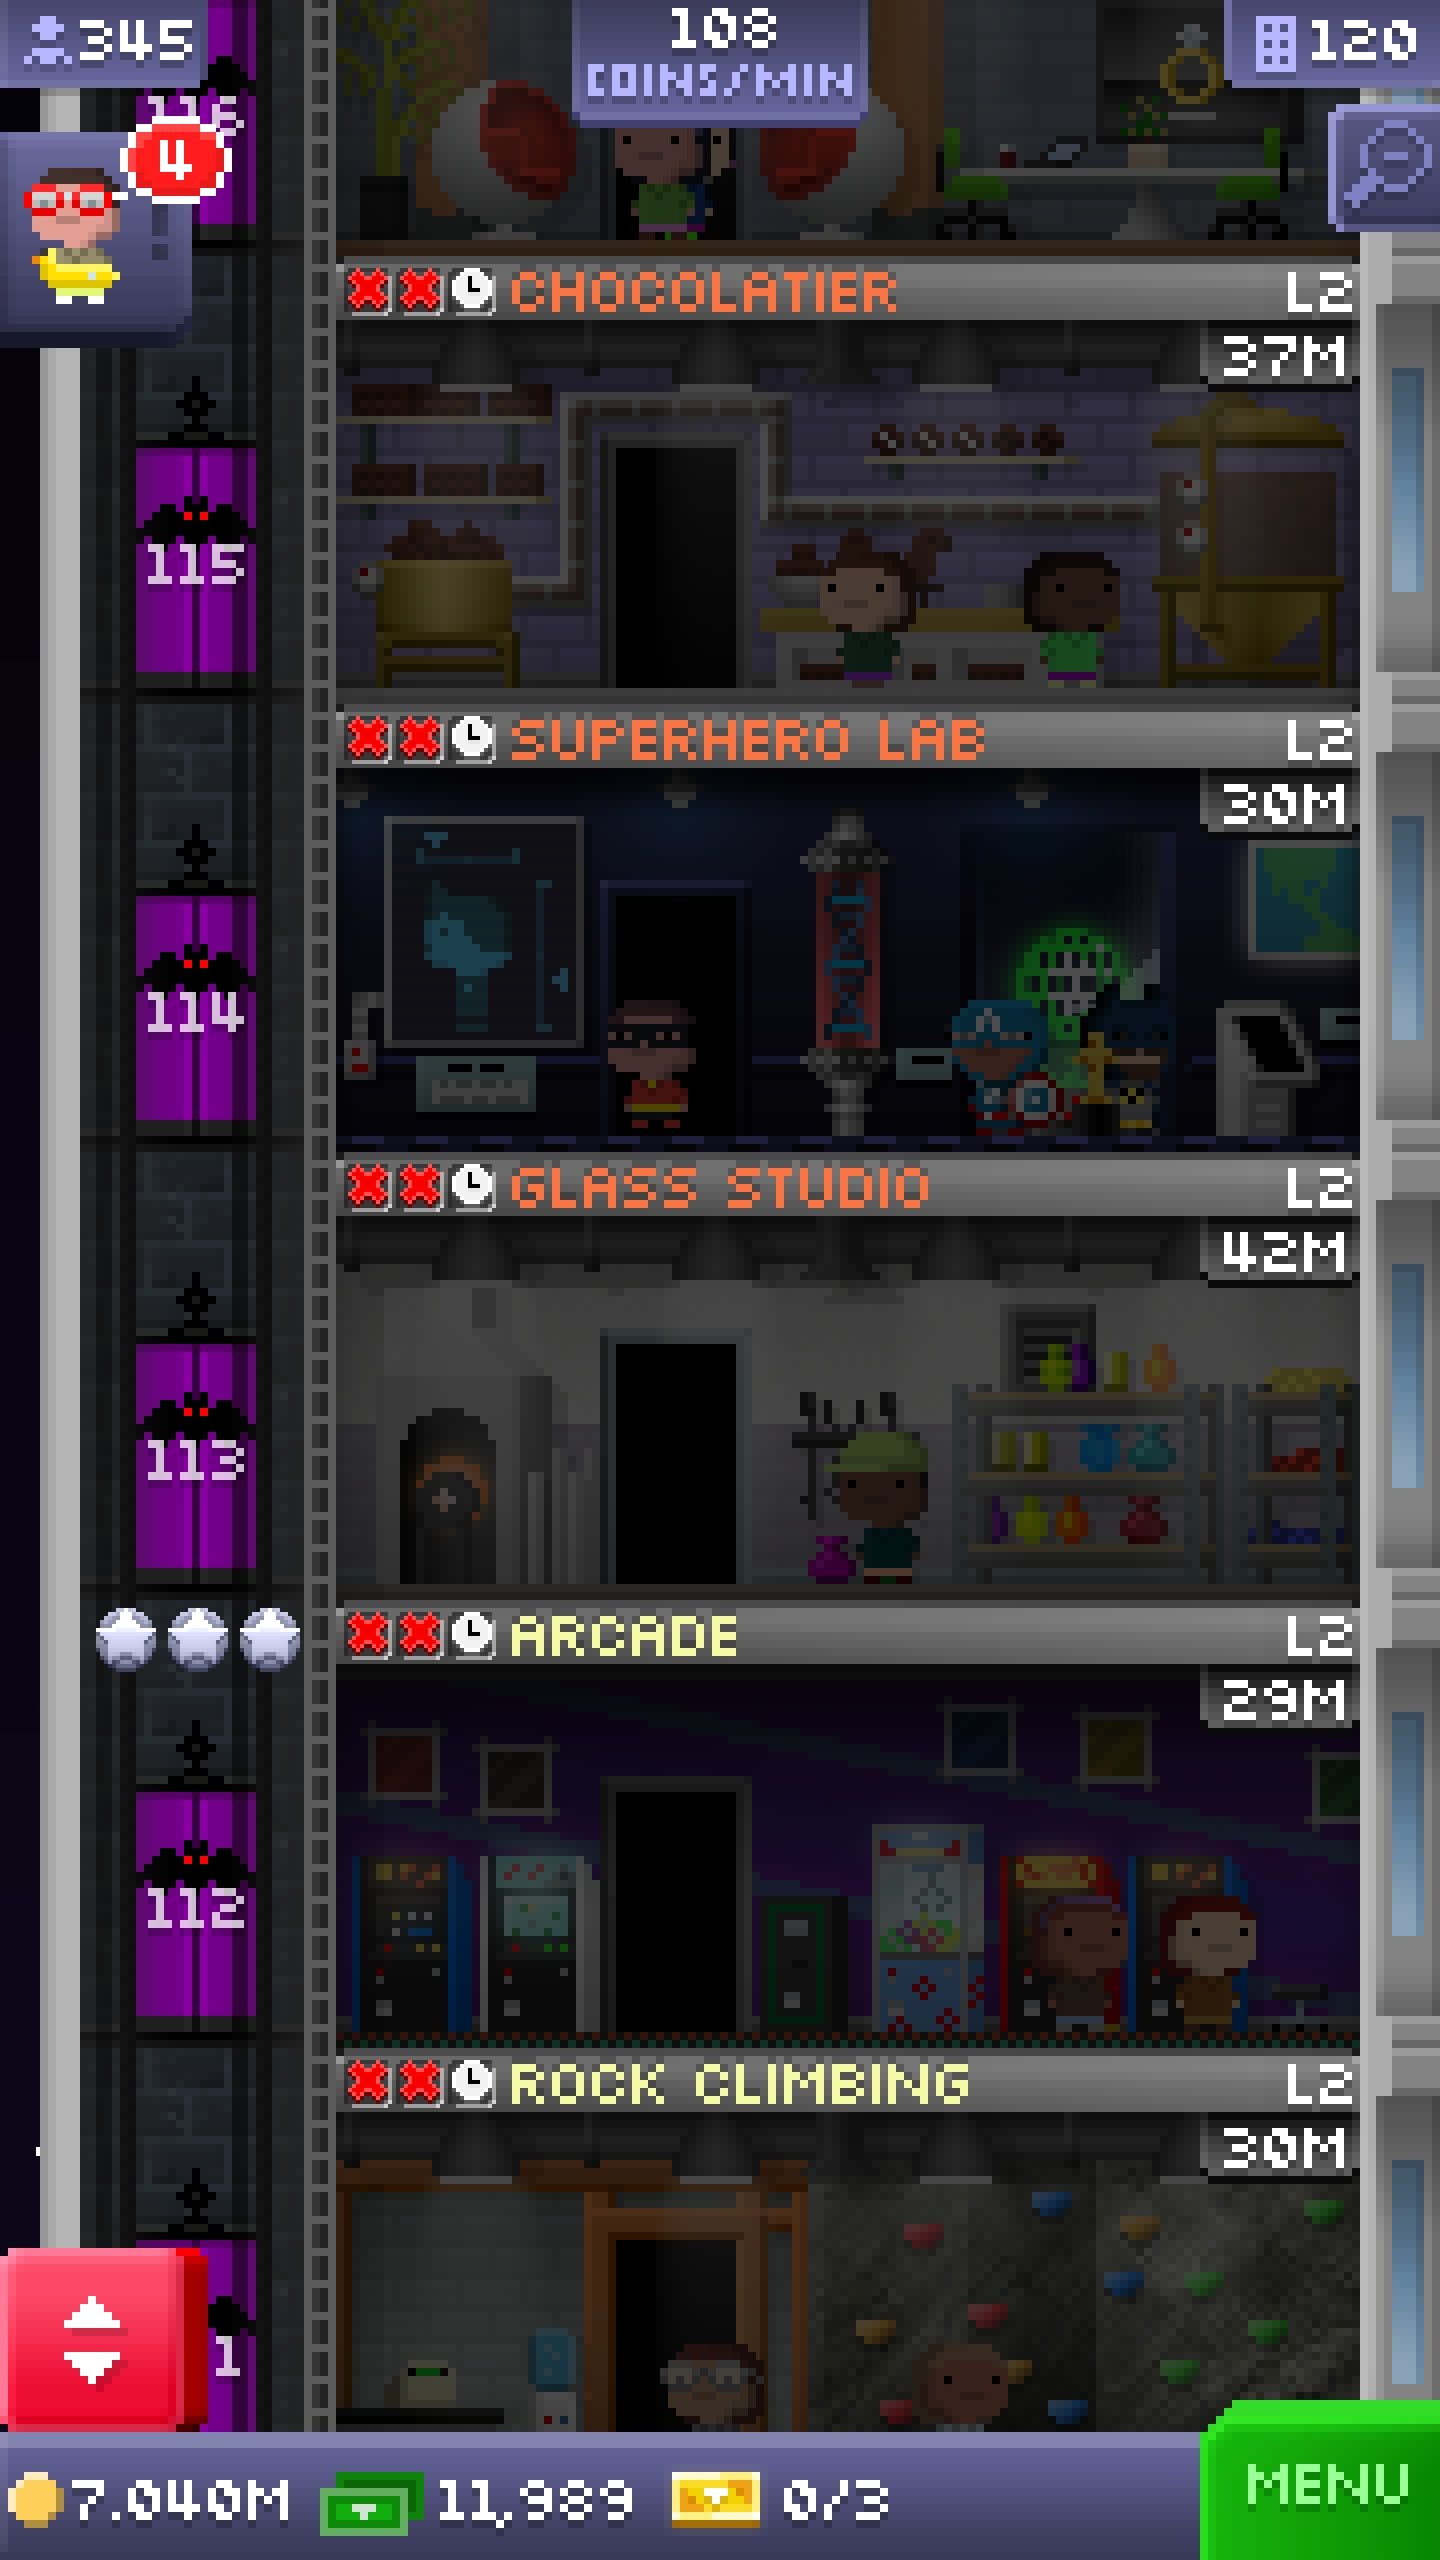 345
108
COINS/MIN
120
116
4
CHOCOLATIER L2
37M
115
SUPERHERO LAB L2
30M
114
GLASS STUDIO L2
42M
113
ARCADE L2
29M
112
ROCK CLIMBING L2
30M
1
7.040M 11,989 0/3
MENU